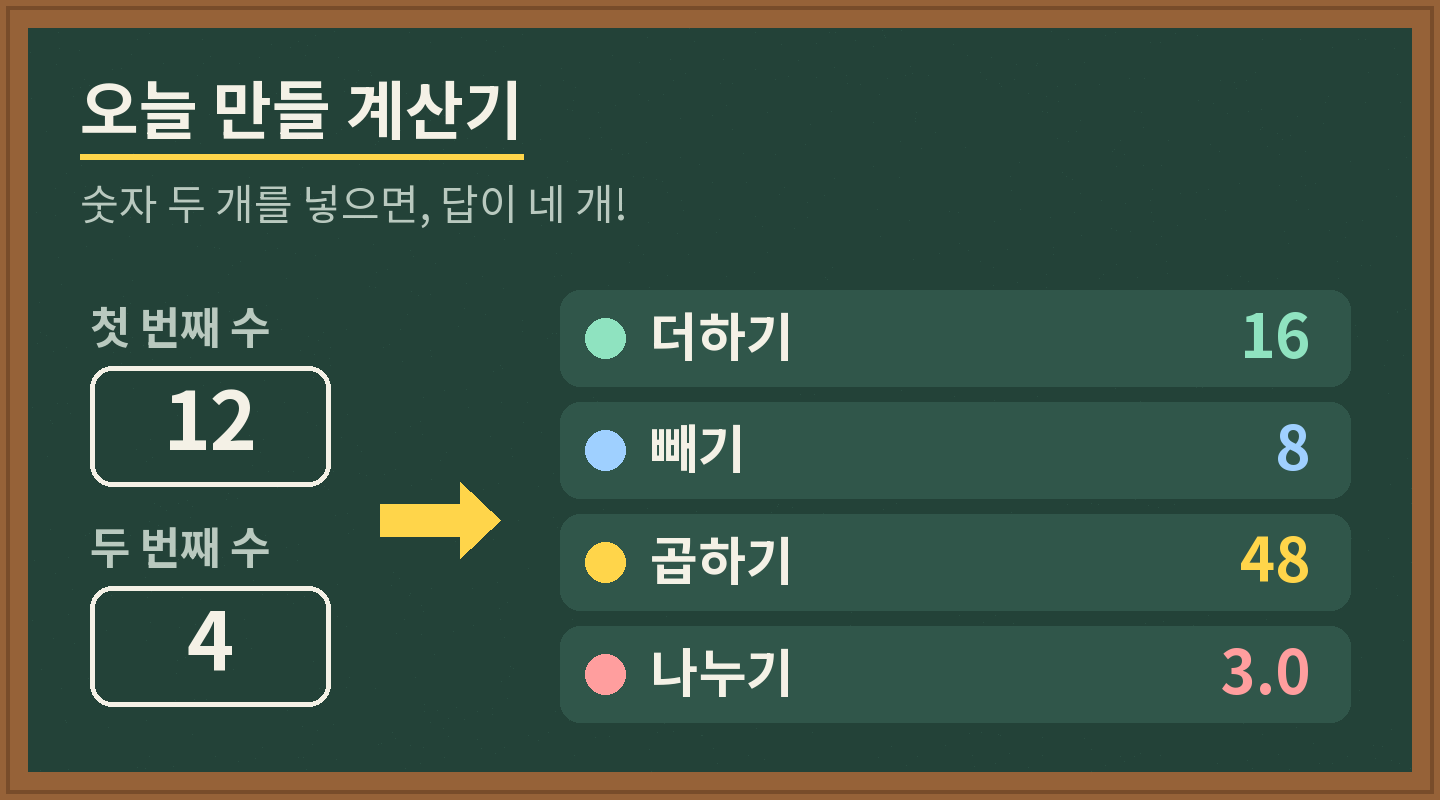 오늘 만들 계산기
숫자 두 개를 넣으면, 답이 네 개!
첫 번째 수
12
두 번째 수
4
더하기 16
빼기 8
곱하기 48
나누기 3.0